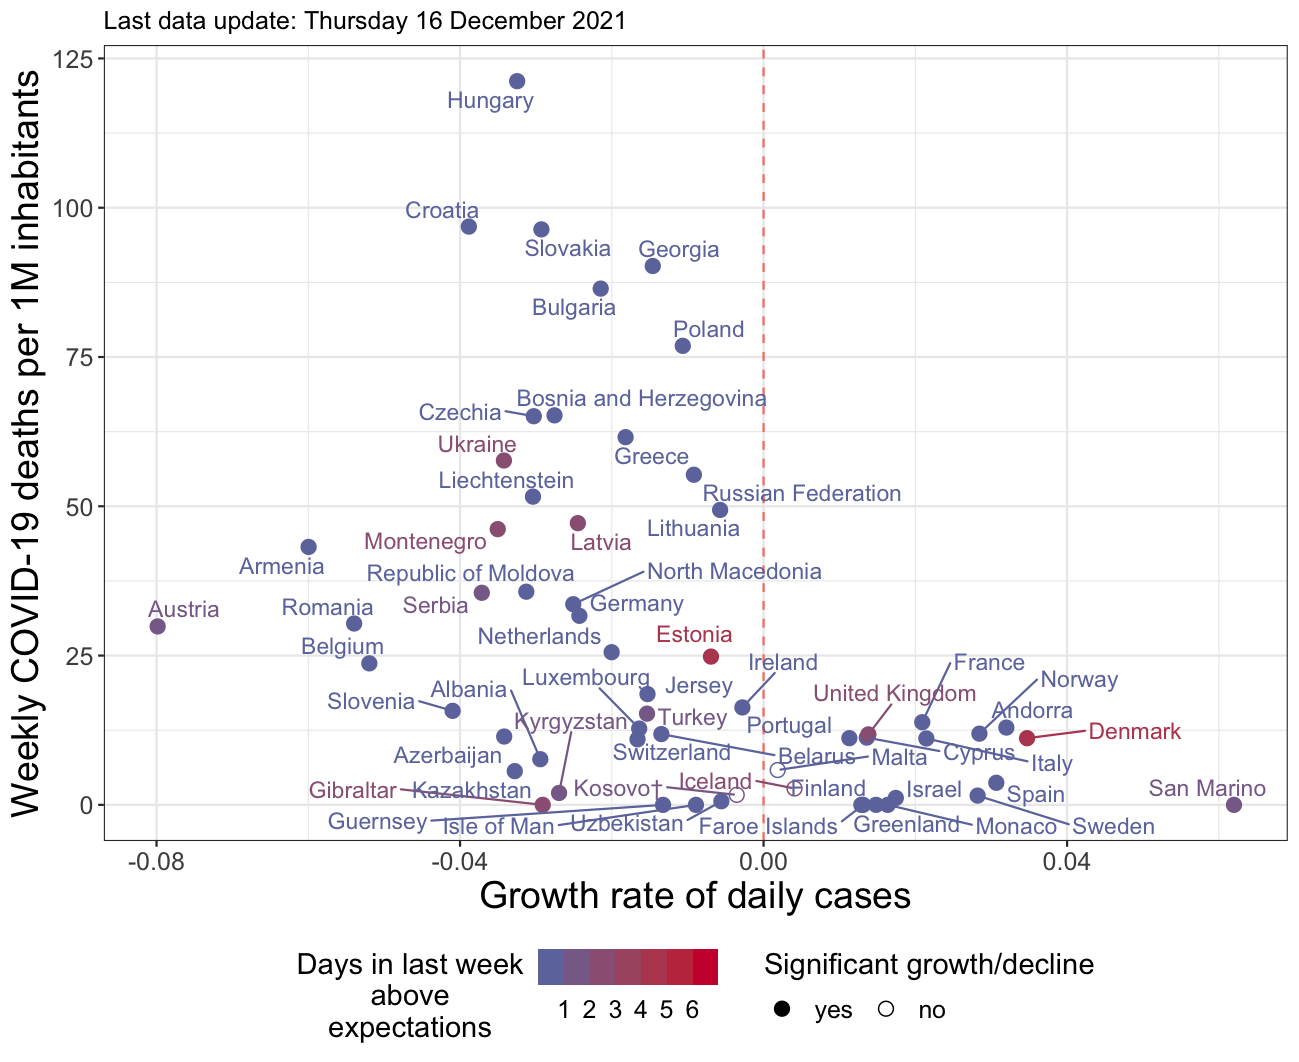 Last data update: Thursday 16 December 2021
Weekly COVID-19 deaths per 1M inhabitants
125
100
75
50
25
0
Hungary
Croatia
Slovakia
Georgia
Bulgaria
Poland
Bosnia and Herzegovina
Czechia
Ukraine
Greece
Liechtenstein
Russian Federation
Lithuania
Montenegro
Latvia
Armenia
Republic of Moldova
North Macedonia
Serbia
Germany
Austria
Romania
Netherlands
Estonia
Belgium
Ireland
France
Luxembourg
Norway
Albania
Jersey
United Kingdom
Slovenia
Andorra
Kyrgyzstan
Turkey
Portugal
Denmark
Azerbaijan
Switzerland
Belarus
Malta
Cyprus
Italy
Gibraltar
Kazakhstan
Kosovo†
Iceland
Finland
Israel
Spain
San Marino
Guernsey
Isle of Man
Uzbekistan
Faroe Islands
Greenland
Monaco
Sweden
-0.08
-0.04
0.00
0.04
Growth rate of daily cases
Days in last week
above
expectations
1 2 3 4 5 6
Significant growth/decline
yes
no